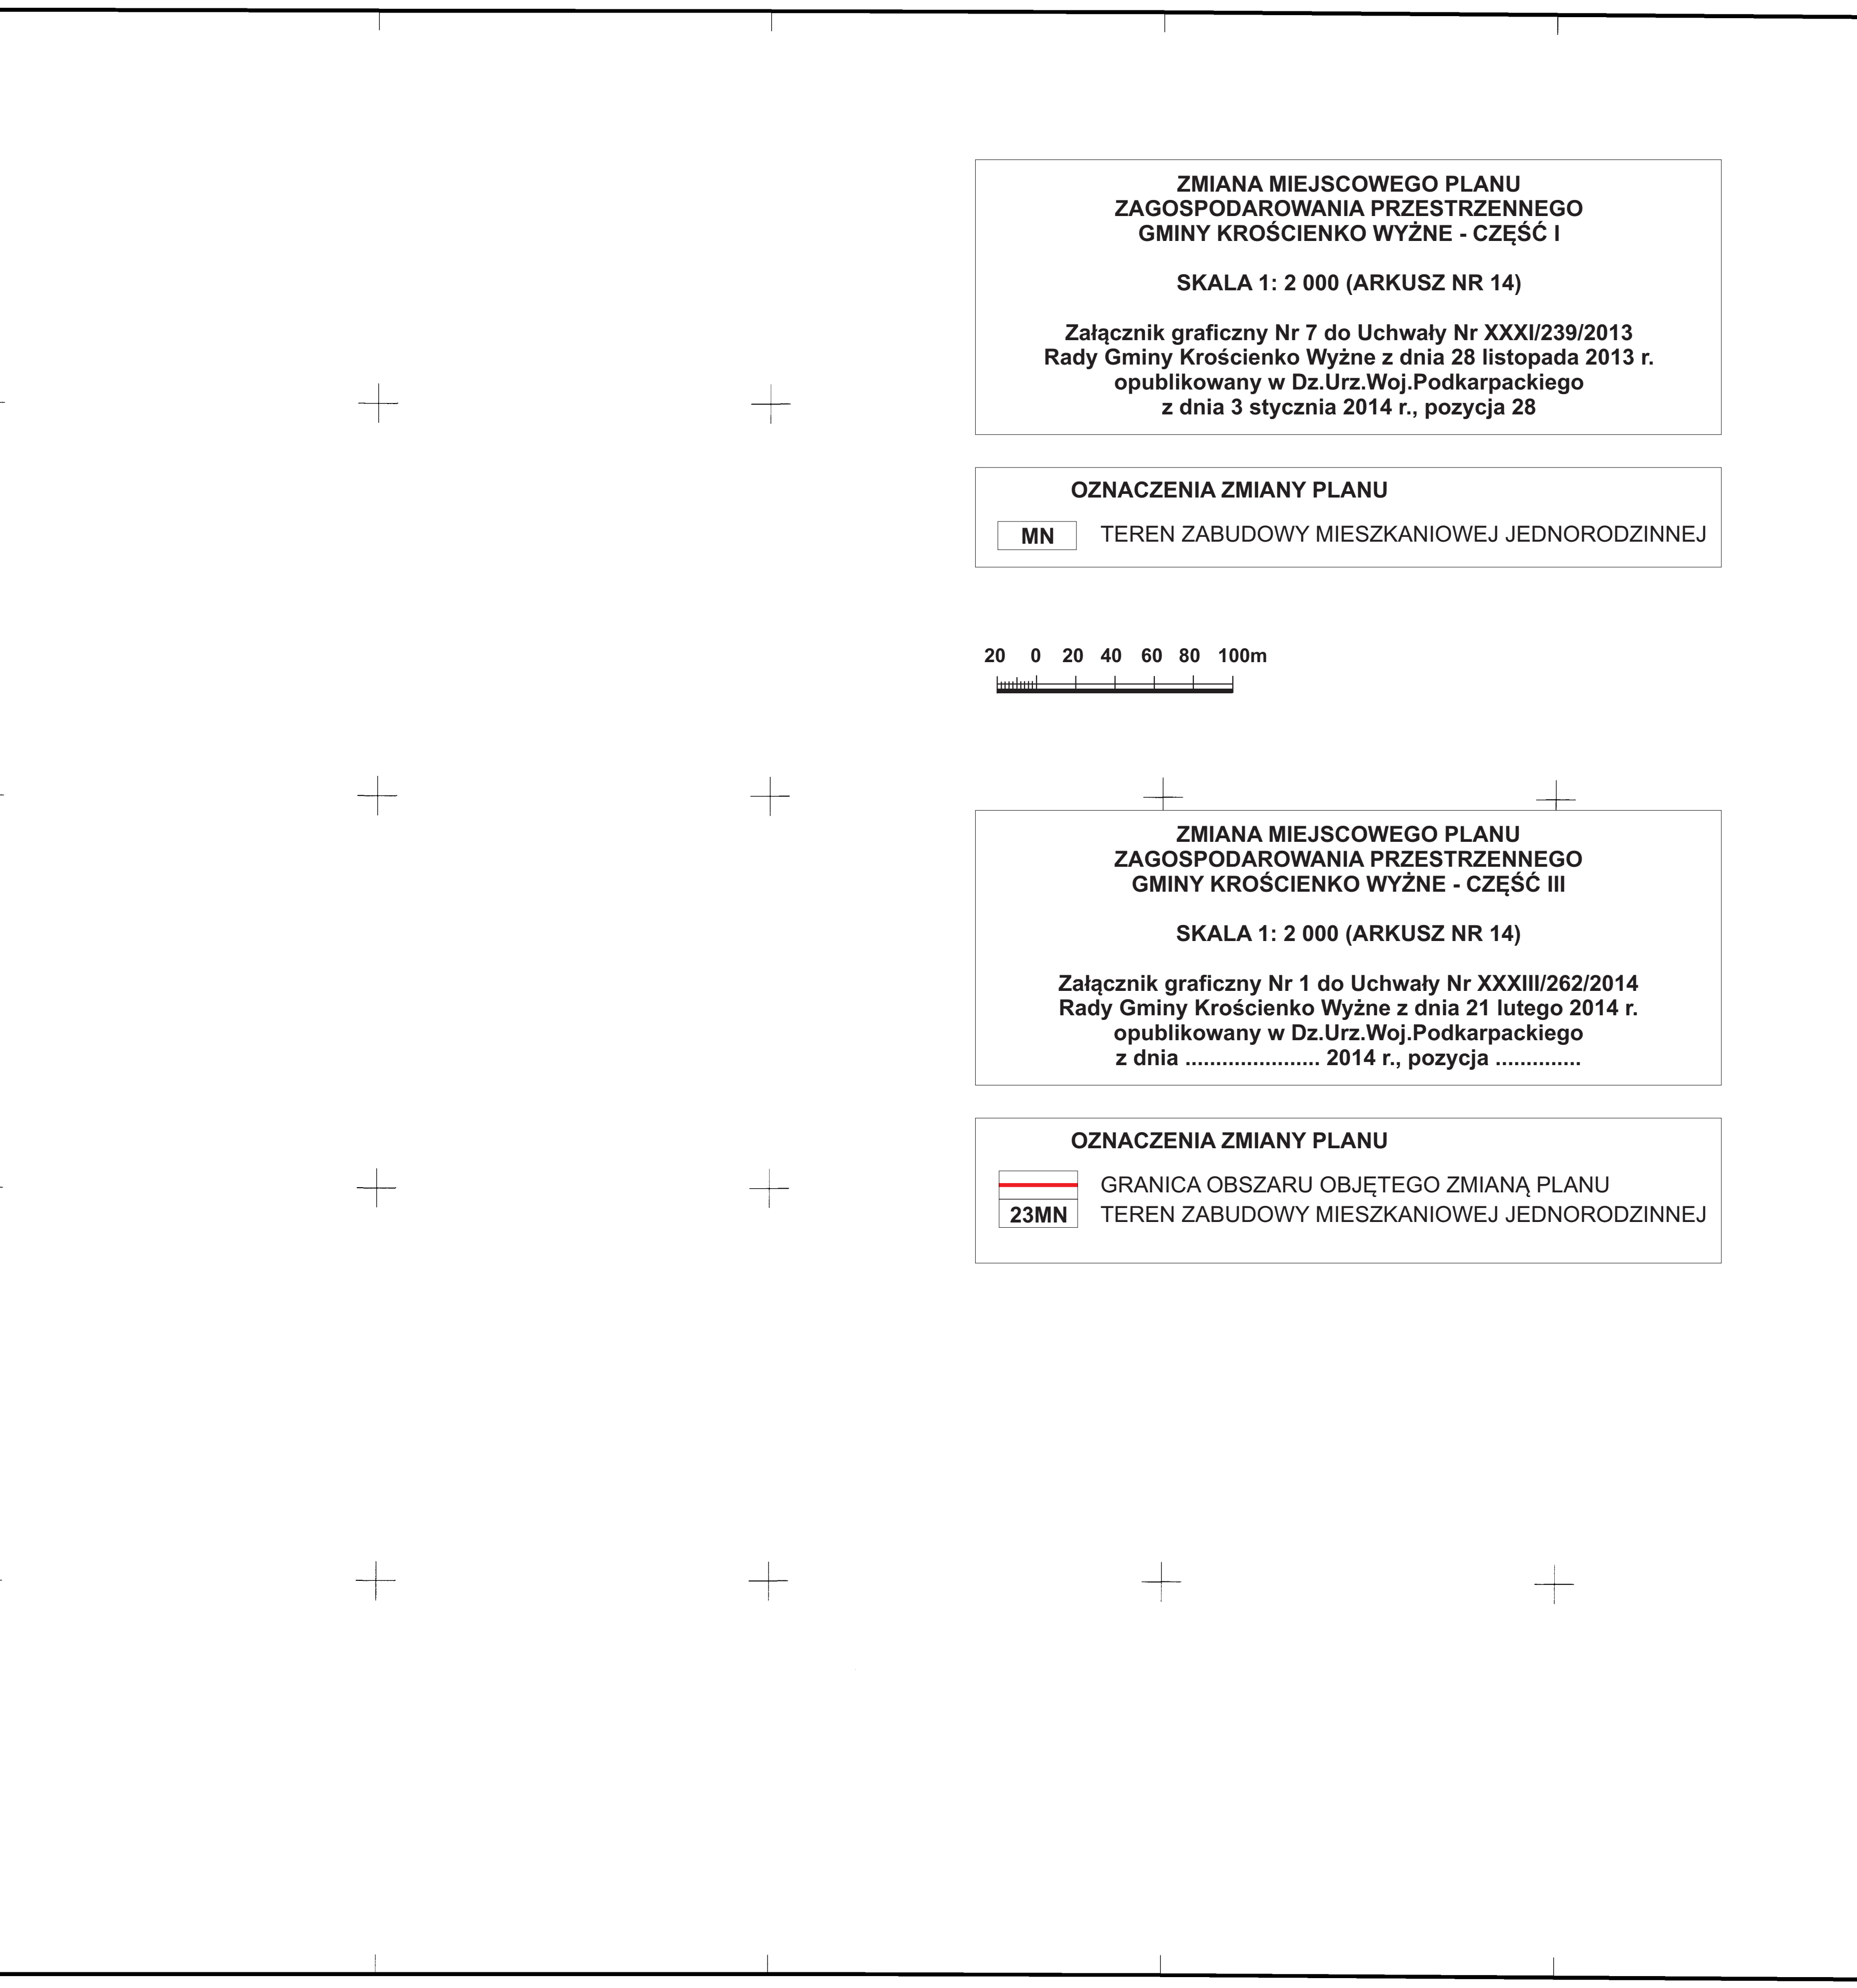 ZMIANA MIEJSCOWEGO PLANU
ZAGOSPODAROWANIA PRZESTRZENNEGO
GMINY KROŚCIENKO WYŻNE - CZĘŚĆ I
SKALA 1: 2 000 (ARKUSZ NR 14)
Załącznik graficzny Nr 7 do Uchwały Nr XXXI/239/2013
Rady Gminy Krościenko Wyżne z dnia 28 listopada 2013 r.
opublikowany w Dz.Urz.Woj.Podkarpackiego
z dnia 3 stycznia 2014 r., pozycja 28
OZNACZENIA ZMIANY PLANU
MN TEREN ZABUDOWY MIESZKANIOWEJ JEDNORODZINNEJ
20 0 20 40 60 80 100m
ZMIANA MIEJSCOWEGO PLANU
ZAGOSPODAROWANIA PRZESTRZENNEGO
GMINY KROŚCIENKO WYŻNE - CZĘŚĆ III
SKALA 1: 2 000 (ARKUSZ NR 14)
Załącznik graficzny Nr 1 do Uchwały Nr XXXIII/262/2014
Rady Gminy Krościenko Wyżne z dnia 21 lutego 2014 r.
opublikowany w Dz.Urz.Woj.Podkarpackiego
z dnia ...................... 2014 r., pozycja ..............
OZNACZENIA ZMIANY PLANU
GRANICA OBSZARU OBJĘTEGO ZMIANĄ PLANU
23MN TEREN ZABUDOWY MIESZKANIOWEJ JEDNORODZINNEJ